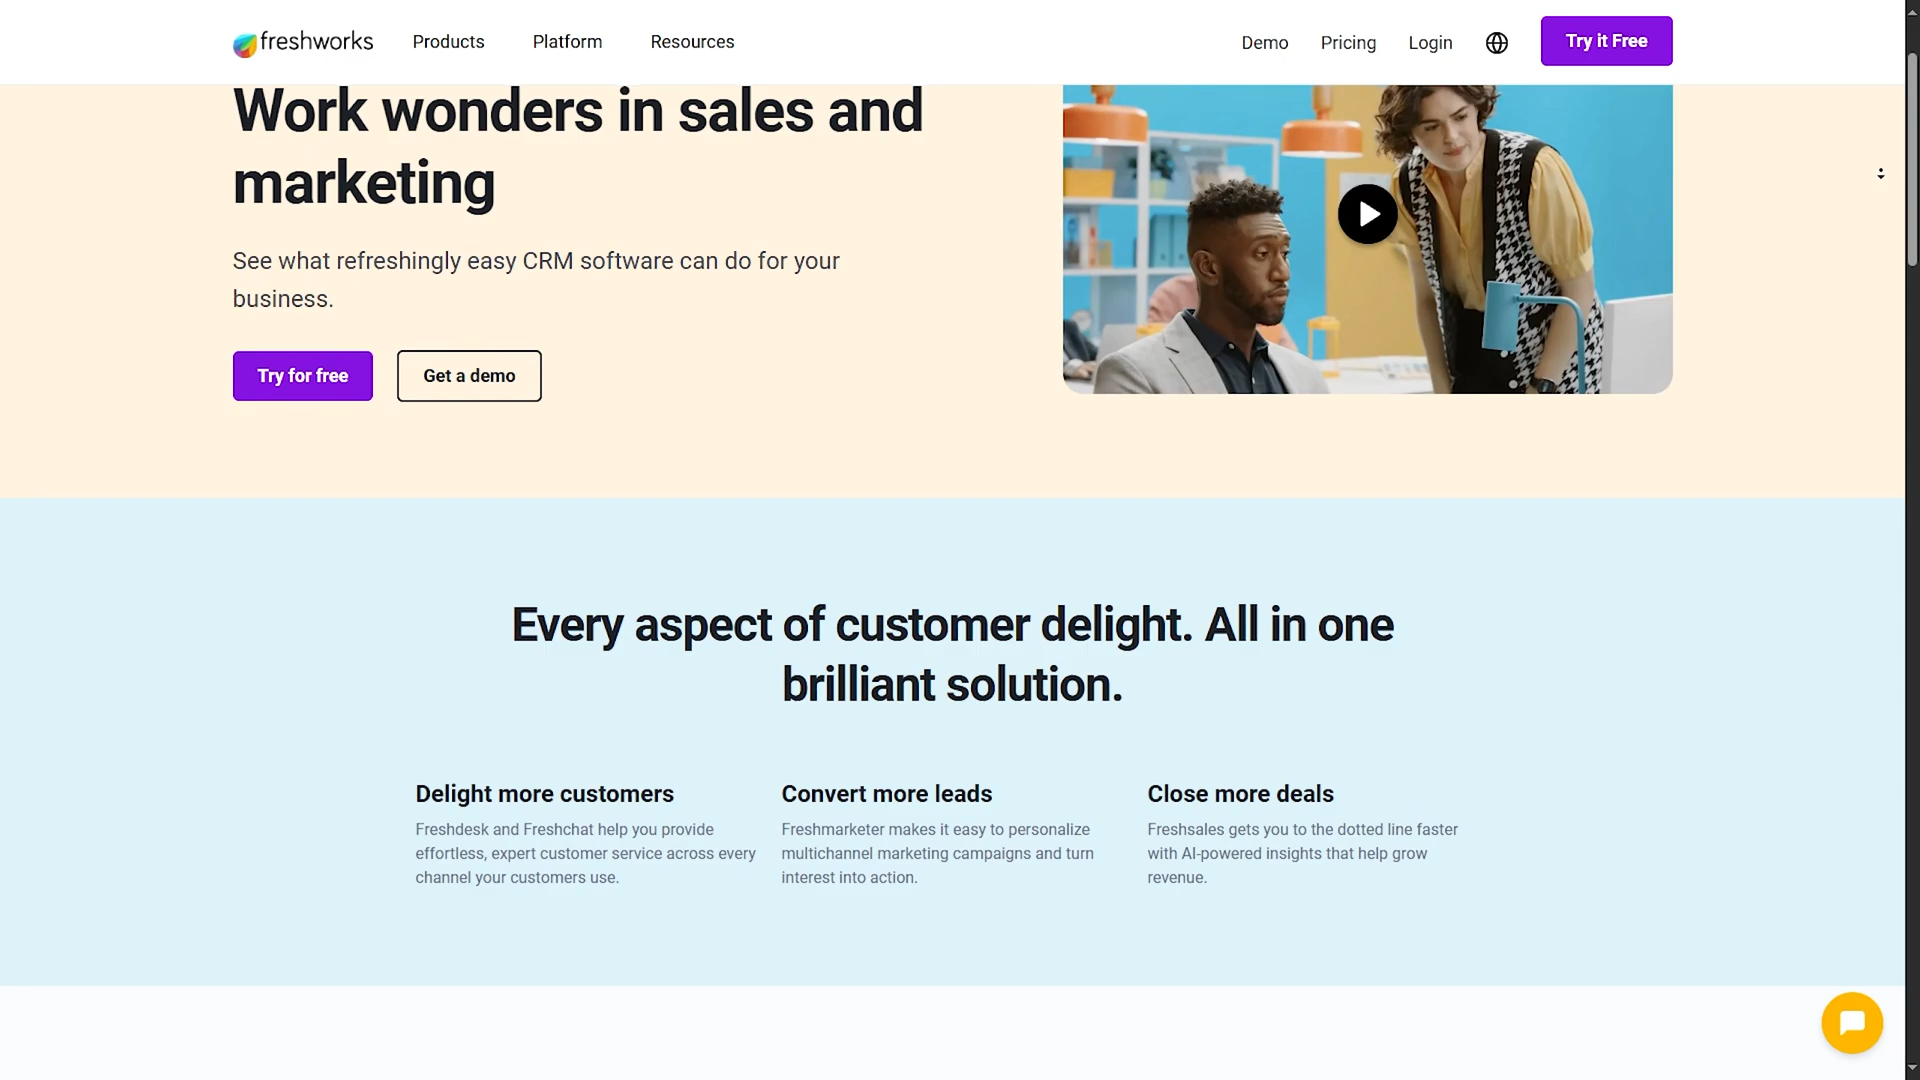 freshworks
Products
Platform
Resources
Demo
Pricing
Login
Try it Free
Work wonders in sales and
marketing
See what refreshingly easy CRM software can do for your
business.
Try for free
Get a demo
Every aspect of customer delight. All in one
brilliant solution.
Delight more customers
Freshdesk and Freshchat help you provide
effortless, expert customer service across every
channel your customers use.
Convert more leads
Freshmarketer makes it easy to personalize
multichannel marketing campaigns and turn
interest into action.
Close more deals
Freshsales gets you to the dotted line faster
with AI-powered insights that help grow
revenue.